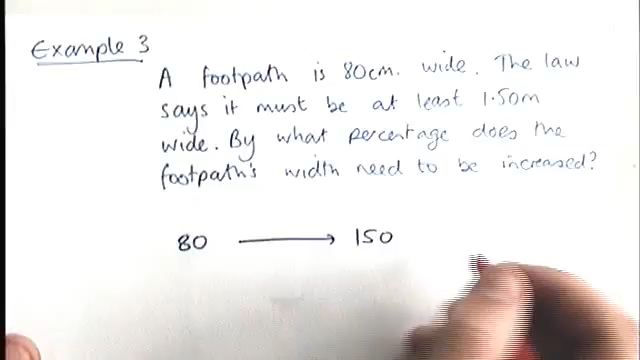 Example 3
A footpath is 80cm. wide. The law
says it must be at least 1.50m
wide. By what percentage does the
footpath's width need to be increased?
80 → 150